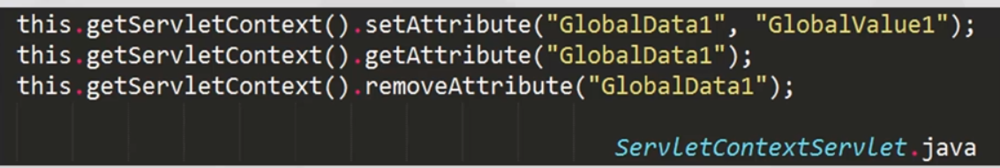 this.getServletContext().setAttribute("GlobalData1", "GlobalValue1");
this.getServletContext().getAttribute("GlobalData1");
this.getServletContext().removeAttribute("GlobalData1");
ServletContextServlet.java